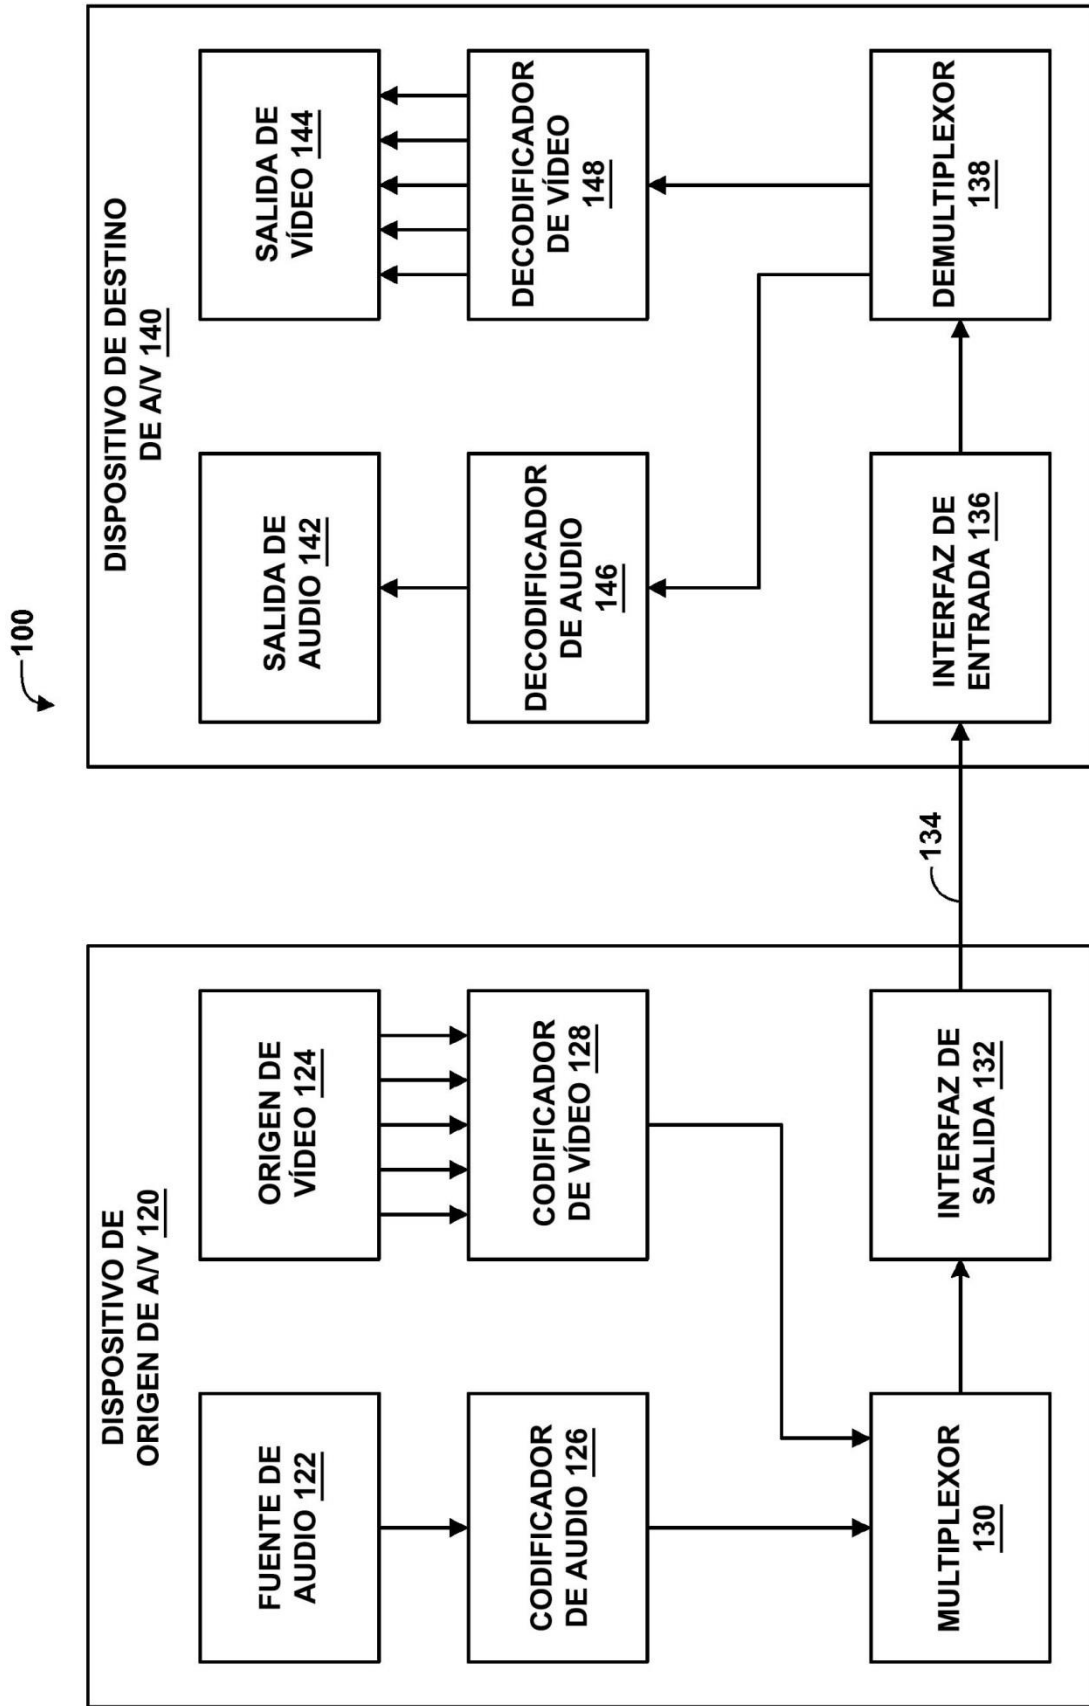 100
DISPOSITIVO DE
ORIGEN DE A/V 120
FUENTE DE
AUDIO 122
ORIGEN DE
VÍDEO 124
CODIFICADOR
DE AUDIO 126
CODIFICADOR
DE VÍDEO 128
MULTIPLEXOR
130
INTERFAZ DE
SALIDA 132
134
DISPOSITIVO DE DESTINO
DE A/V 140
SALIDA DE
AUDIO 142
SALIDA DE
VÍDEO 144
DECODIFICADOR
DE AUDIO
146
DECODIFICADOR
DE VÍDEO
148
INTERFAZ DE
ENTRADA 136
DEMULTIPLEXOR
138